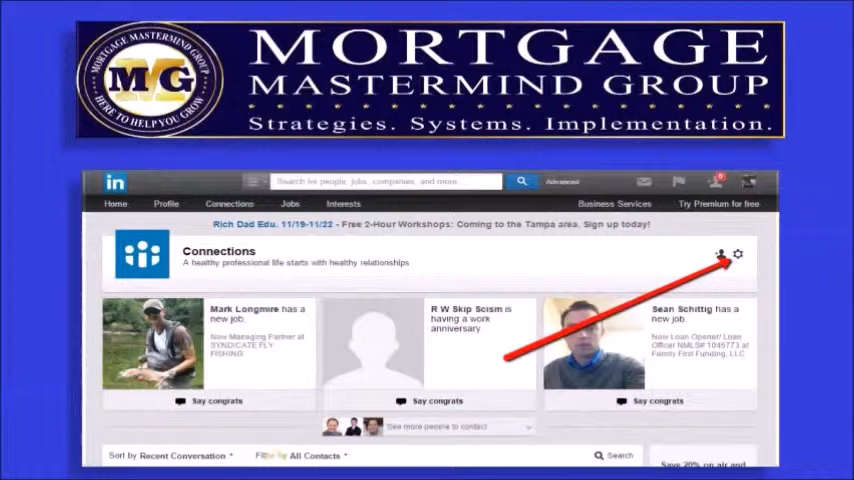 MORTGAGE MASTERMIND GROUP
MMG
HERE TO HELP YOU GROW
MORTGAGE
MASTERMIND GROUP
Strategies. Systems. Implementation.
in
Search for people, jobs, companies, and more...
Advanced
Home Profile Connections Jobs Interests Business Services Try Premium for free
Rich Dad Edu. 11/19-11/22 - Free 2-Hour Workshops: Coming to the Tampa area. Sign up today!
Connections
A healthy professional life starts with healthy relationships
Mark Longmire has a
new job.
Now Managing Partner at
SYNDICATE FLY
FISHING
Say congrats
R W Skip Scism is
having a work
anniversary.
Say congrats
Sean Schittig has a
new job.
Now Loan Opener/ Loan
Officer NMLS# 1045773 at
Family First Funding, LLC
Say congrats
See more people to contact
Sort by Recent Conversation Filter by All Contacts Search
Save 20% on air and